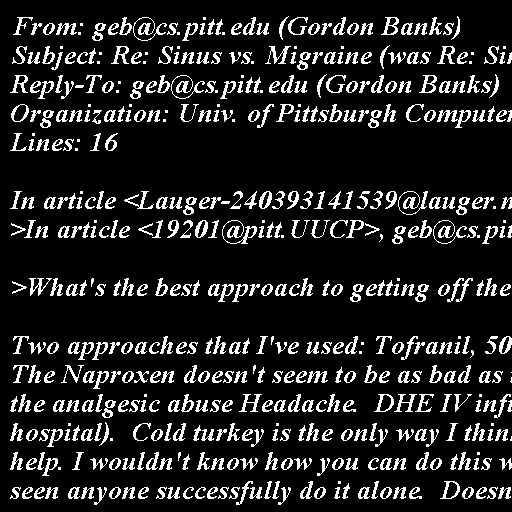 From: geb@cs.pitt.edu (Gordon Banks)
Subject: Re: Sinus vs. Migraine (was Re: Sin
Reply-To: geb@cs.pitt.edu (Gordon Banks)
Organization: Univ. of Pittsburgh Computer
Lines: 16

In article <Lauger-240393141539@lauger.n
>In article <19201@pitt.UUCP>, geb@cs.pit

>What's the best approach to getting off the

Two approaches that I've used: Tofranil, 50
The Naproxen doesn't seem to be as bad as
the analgesic abuse Headache.  DHE IV infi
hospital).  Cold turkey is the only way I thin
help. I wouldn't know how you can do this w
seen anyone successfully do it alone.  Doesn